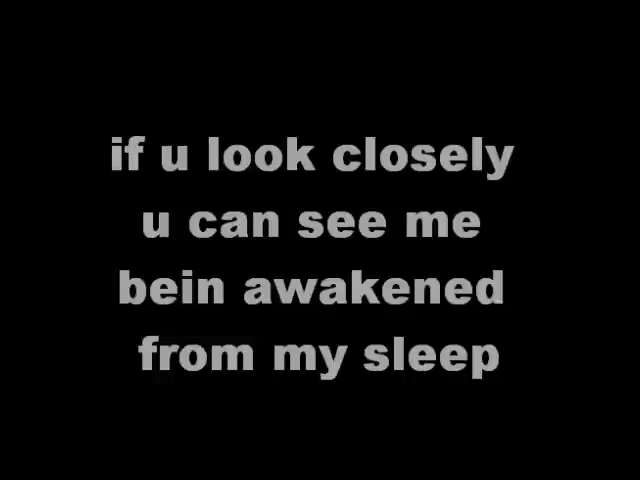 if u look closely
u can see me
bein awakened
from my sleep